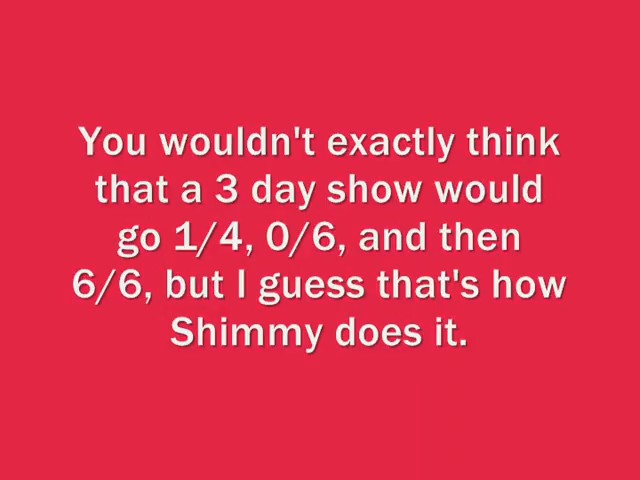 You wouldn't exactly think
that a 3 day show would
go 1/4, 0/6, and then
6/6, but I guess that's how
Shimmy does it.